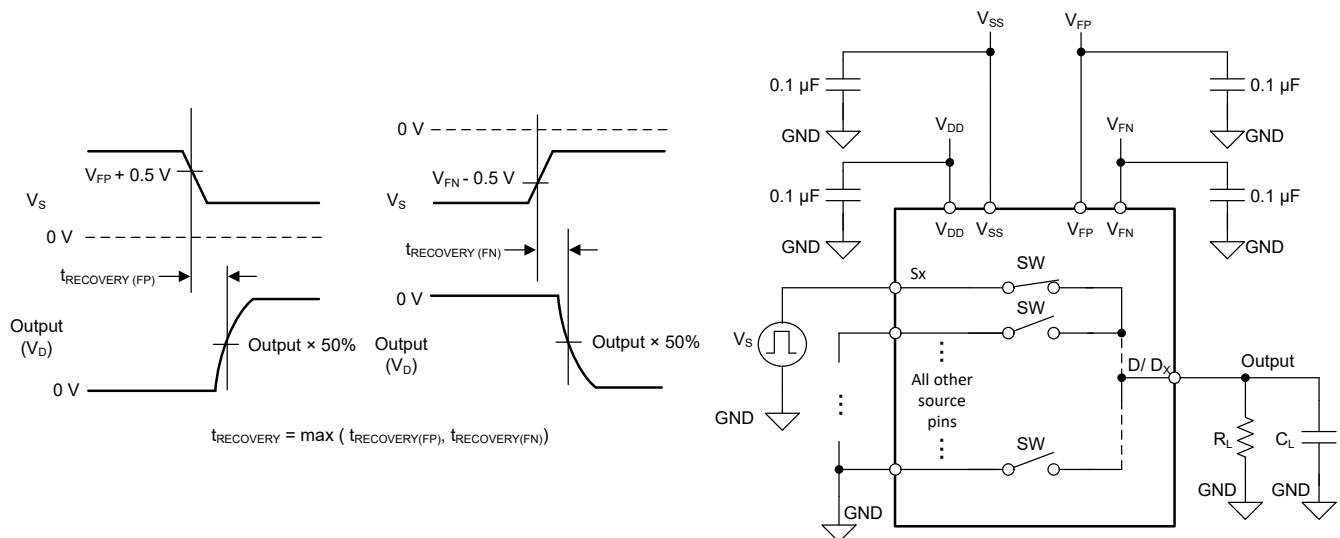 V_FP + 0.5 V
V_S
0 V
t_RECOVERY (FP)
Output
(V_D)
Output × 50%
0 V
0 V
V_FN - 0.5 V
V_S
t_RECOVERY (FN)
0 V
Output
(V_D)
Output × 50%
t_RECOVERY = max ( t_RECOVERY(FP), t_RECOVERY(FN))
V_SS
V_FP
0.1 µF
GND
0.1 µF
GND
V_DD
V_FN
0.1 µF
GND
0.1 µF
GND
V_DD
V_SS
V_FP
V_FN
Sx
SW
SW
V_S
GND
All other
source
pins
D/ D_X
Output
SW
GND
R_L
C_L
GND
GND